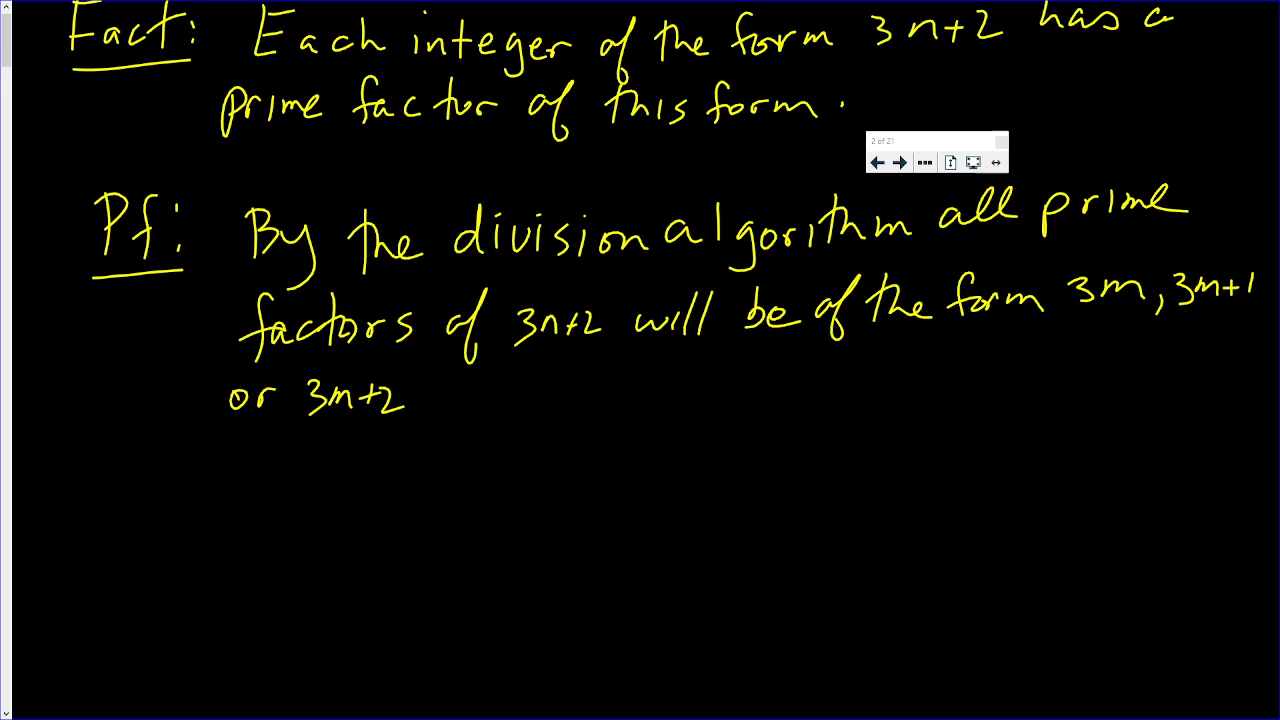 Fact: Each integer of the form 3n+2 has a
prime factor of this form.
2 of 21
Pf: By the division algorithm all prime
factors of 3n+2 will be of the form 3m, 3m+1
or 3m+2